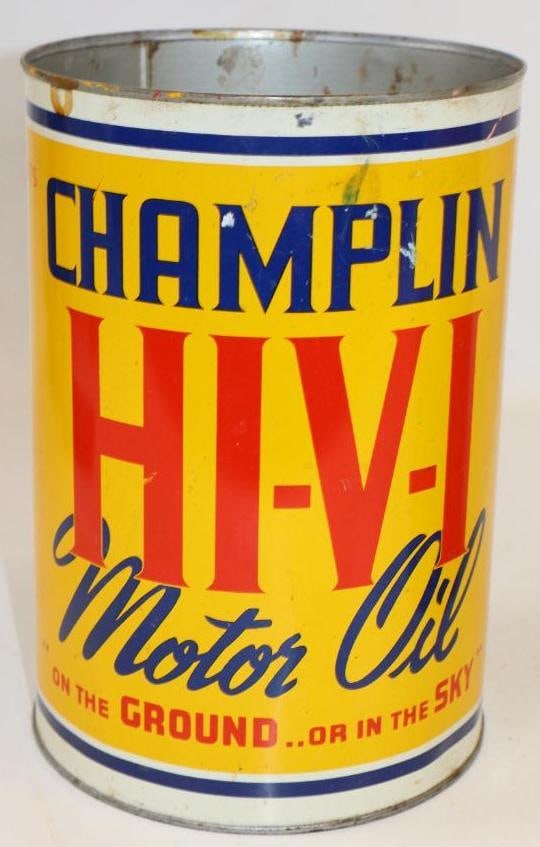 CHAMPLIN
HI-V-I
Motor Oil
"ON THE GROUND..OR IN THE SKY"